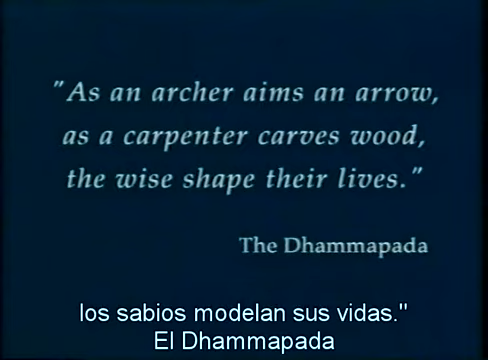 "As an archer aims an arrow,
as a carpenter carves wood,
the wise shape their lives."
The Dhammapada
los sabios modelan sus vidas."
El Dhammapada